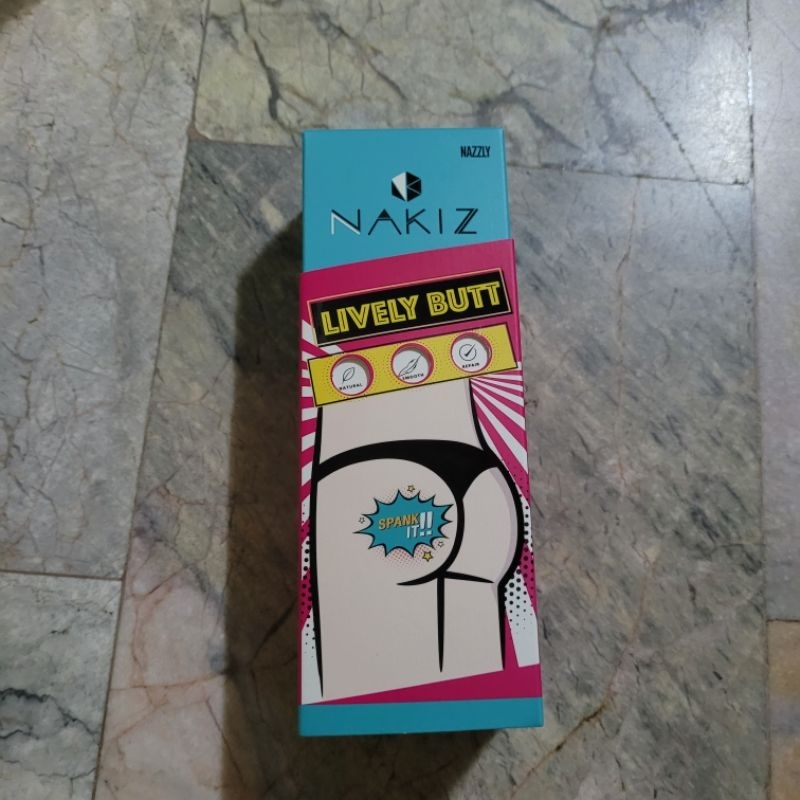 NAZZLY
NAKIZ
LIVELY BUTT
NATURAL
SMOOTH
REPAIR
SPANK
IT!!